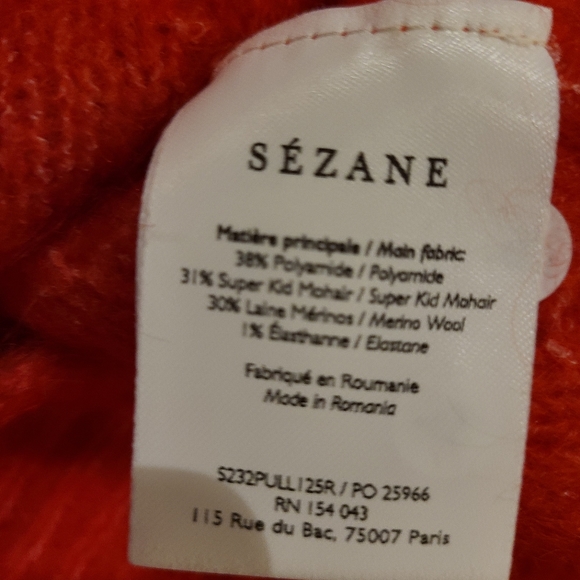 SÉZANE
Matière principale / Main fabric:
38% Polyamide / Polyamide
31% Super Kid Mohair / Super Kid Mohair
30% Laine Mérinos / Merino Wool
1% Élasthanne / Elastane
Fabriqué en Roumanie
Made in Romania
S232PULL125R / PO 25966
RN 154 043
115 Rue du Bac, 75007 Paris